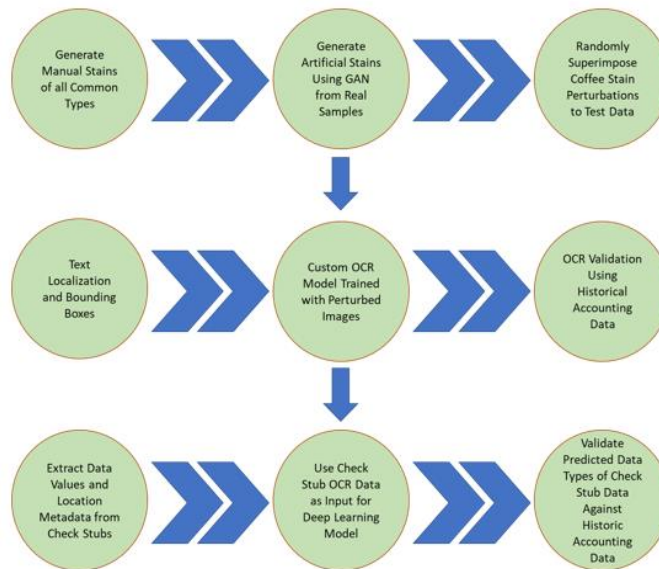 Generate
Manual Stains
of all Common
Types
Generate
Artificial Stains
Using GAN
from Real
Samples
Randomly
Superimpose
Coffee Stain
Perturbations
to Test Data
Text
Localization
and Bounding
Boxes
Custom OCR
Model Trained
with Perturbed
Images
OCR Validation
Using
Historical
Accounting
Data
Extract Data
Values and
Location
Metadata from
Check Stubs
Use Check
Stub OCR Data
as Input for
Deep Learning
Model
Validate
Predicted Data
Types of Check
Stub Data
Against
Historic
Accounting
Data